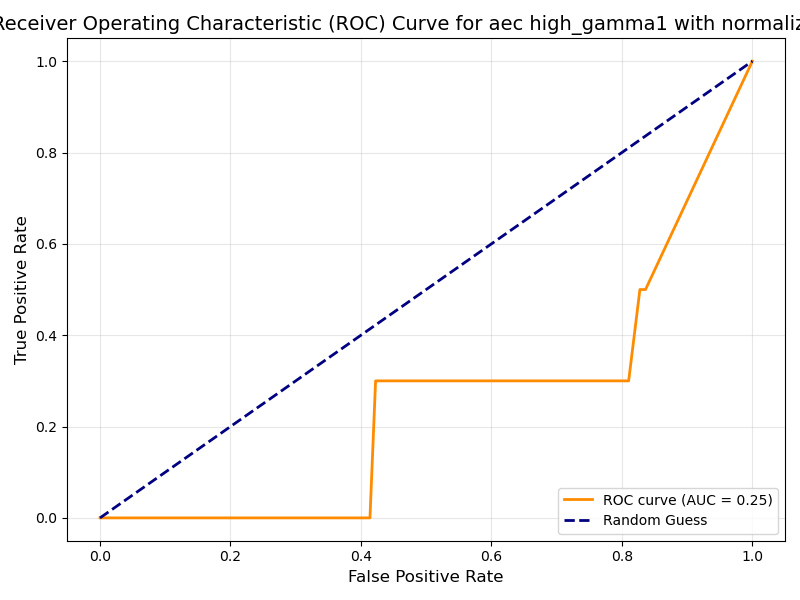 Receiver Operating Characteristic (ROC) Curve for aec high_gamma1 with normaliz
1.0
0.8
0.6
0.4
0.2
0.0
True Positive Rate
ROC curve (AUC = 0.25)
Random Guess
0.0 0.2 0.4 0.6 0.8 1.0
False Positive Rate